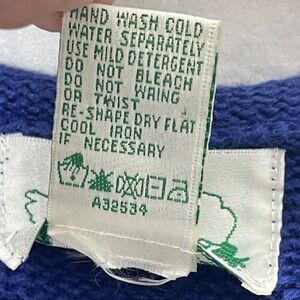 HAND WASH COLD
WATER SEPARATELY
USE MILD DETERGENT
DO NOT BLEACH
DO NOT WRING
OR TWIST
RE-SHAPE DRY FLAT
COOL IRON
IF NECESSARY
A32534